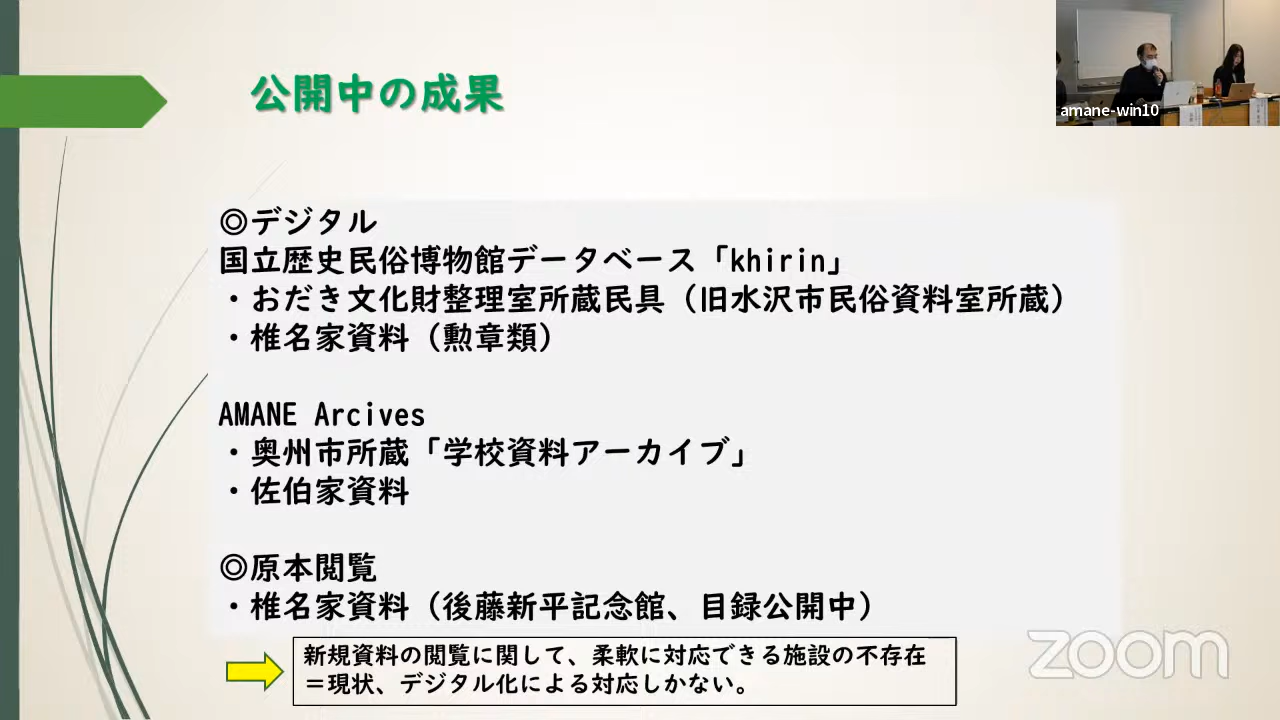 公開中の成果
amane-win10
◎デジタル
国立歴史民俗博物館データベース「khirin」
・おだき文化財整理室所蔵民具（旧水沢市民俗資料室所蔵）
・椎名家資料（勲章類）
AMANE Arcives
・奥州市所蔵「学校資料アーカイブ」
・佐伯家資料
◎原本閲覧
・椎名家資料（後藤新平記念館、目録公開中）
新規資料の閲覧に関して、柔軟に対応できる施設の不存在
＝現状、デジタル化による対応しかない。
zoom